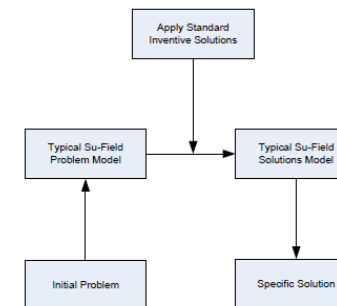 Apply Standard
Inventive Solutions
Typical Su-Field
Problem Model
Typical Su-Field
Solutions Model
Initial Problem
Specific Solution